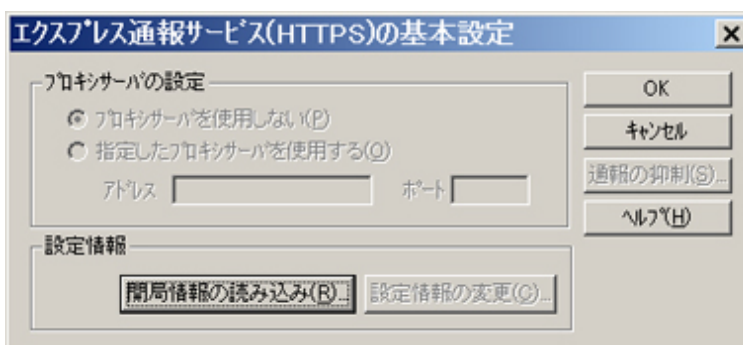 エクスプレス通報サービス(HTTPS)の基本設定
プロキシサーバの設定
プロキシサーバを使用しない(P)
指定したプロキシサーバを使用する(O)
アドレス
ポート
OK
キャンセル
通報の抑制(S)...
ヘルプ(H)
設定情報
開局情報の読み込み(R)...
設定情報の変更(C)...